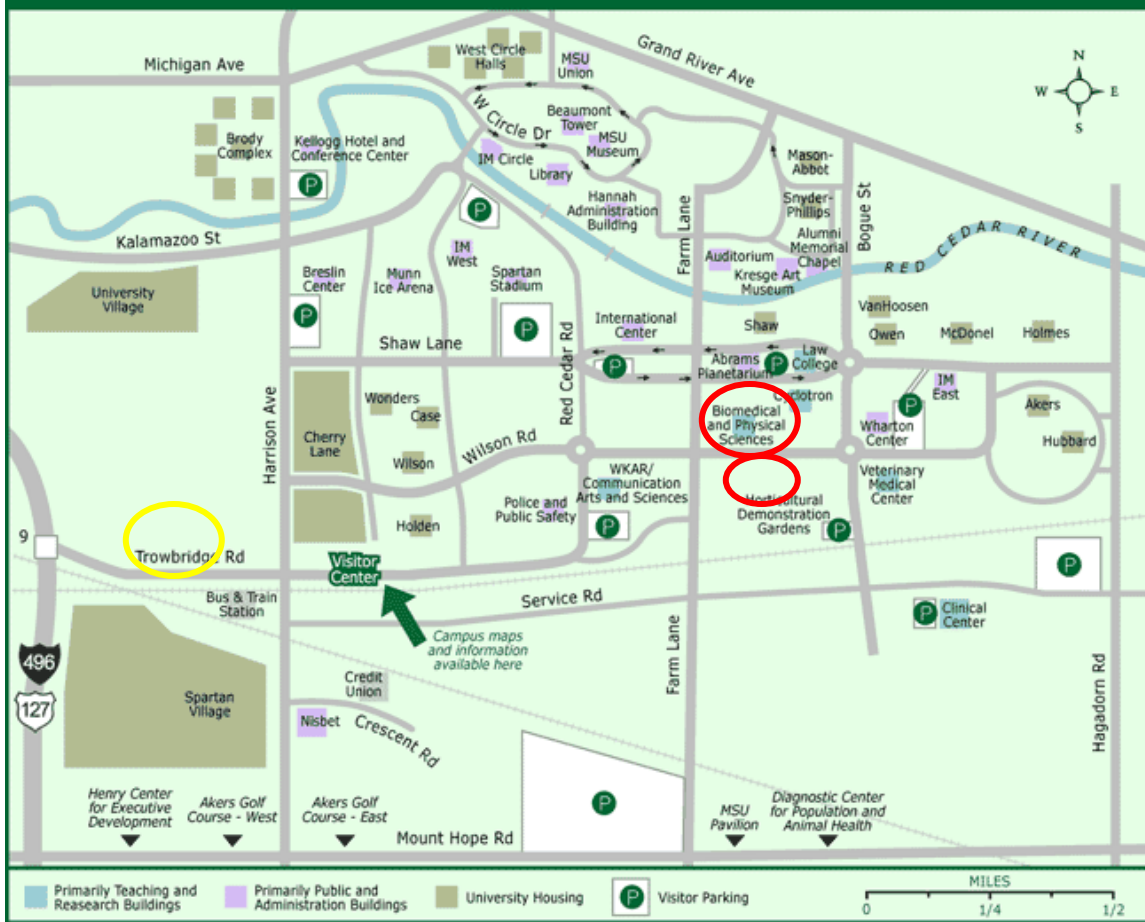 Michigan Ave
Grand River Ave
West Circle
Halls
MSU
Union
N
W
E
S
Brody
Complex
Kellogg Hotel and
Conference Center
P
W Circle Dr
Beaumont
Tower
MSU
Museum
IM Circle
Library
Mason-
Abbot
Snyder-
Phillips
Bogue St
Hannah
Administration
Building
Farm Lane
Alumni
Memorial
Chapel
Auditorium
Kresge Art
Museum
RED CEDAR RIVER
P
Kalamazoo St
IM
West
Breslin
Center
Munn
Ice Arena
Spartan
Stadium
University
Village
P
P
Shaw Lane
Red Cedar Rd
International
Center
P
Shaw
VanHoosen
Owen
McDonel
Holmes
Abrams
Planetarium
P
Law
College
Cyclotron
IM
East
P
Wharton
Center
Akers
Hubbard
Harrison Ave
Cherry
Lane
Wonders
Case
Wilson
Wilson Rd
Holden
Biomedical
and Physical
Sciences
WKAR/
Communication
Arts and Sciences
P
Police and
Public Safety
Horticultural
Demonstration
Gardens
P
Veterinary
Medical
Center
9
Trowbridge Rd
Visitor
Center
Bus & Train
Station
Service Rd
P
P
Clinical
Center
Campus maps
and information
available here
Farm Lane
Hagadorn Rd
496
127
Spartan
Village
Credit
Union
Nisbet
Crescent Rd
P
Henry Center
for Executive
Development
Akers Golf
Course - West
Akers Golf
Course - East
MSU
Pavilion
Diagnostic Center
for Population and
Animal Health
Mount Hope Rd
Primarily Teaching and
Reasearch Buildings
Primarily Public and
Administration Buildings
University Housing
P
Visitor Parking
MILES
0
1/4
1/2